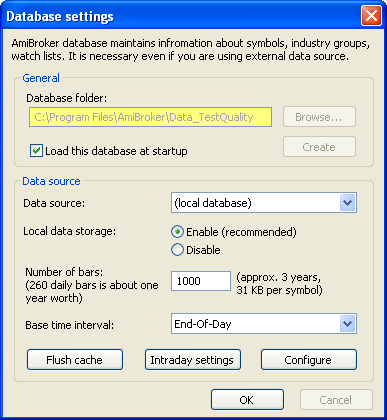 Database settings
AmiBroker database maintains infromation about symbols, industry groups,
watch lists. It is necessary even if you are using external data source.
General
Database folder:
C:\Program Files\AmiBroker\Data_TestQuality
Browse...
Load this database at startup
Create
Data source
Data source:
(local database)
Local data storage:
Enable (recommended)
Disable
Number of bars:
(260 daily bars is about one
year worth)
1000
(approx. 3 years,
31 KB per symbol)
Base time interval:
End-Of-Day
Flush cache
Intraday settings
Configure
OK
Cancel